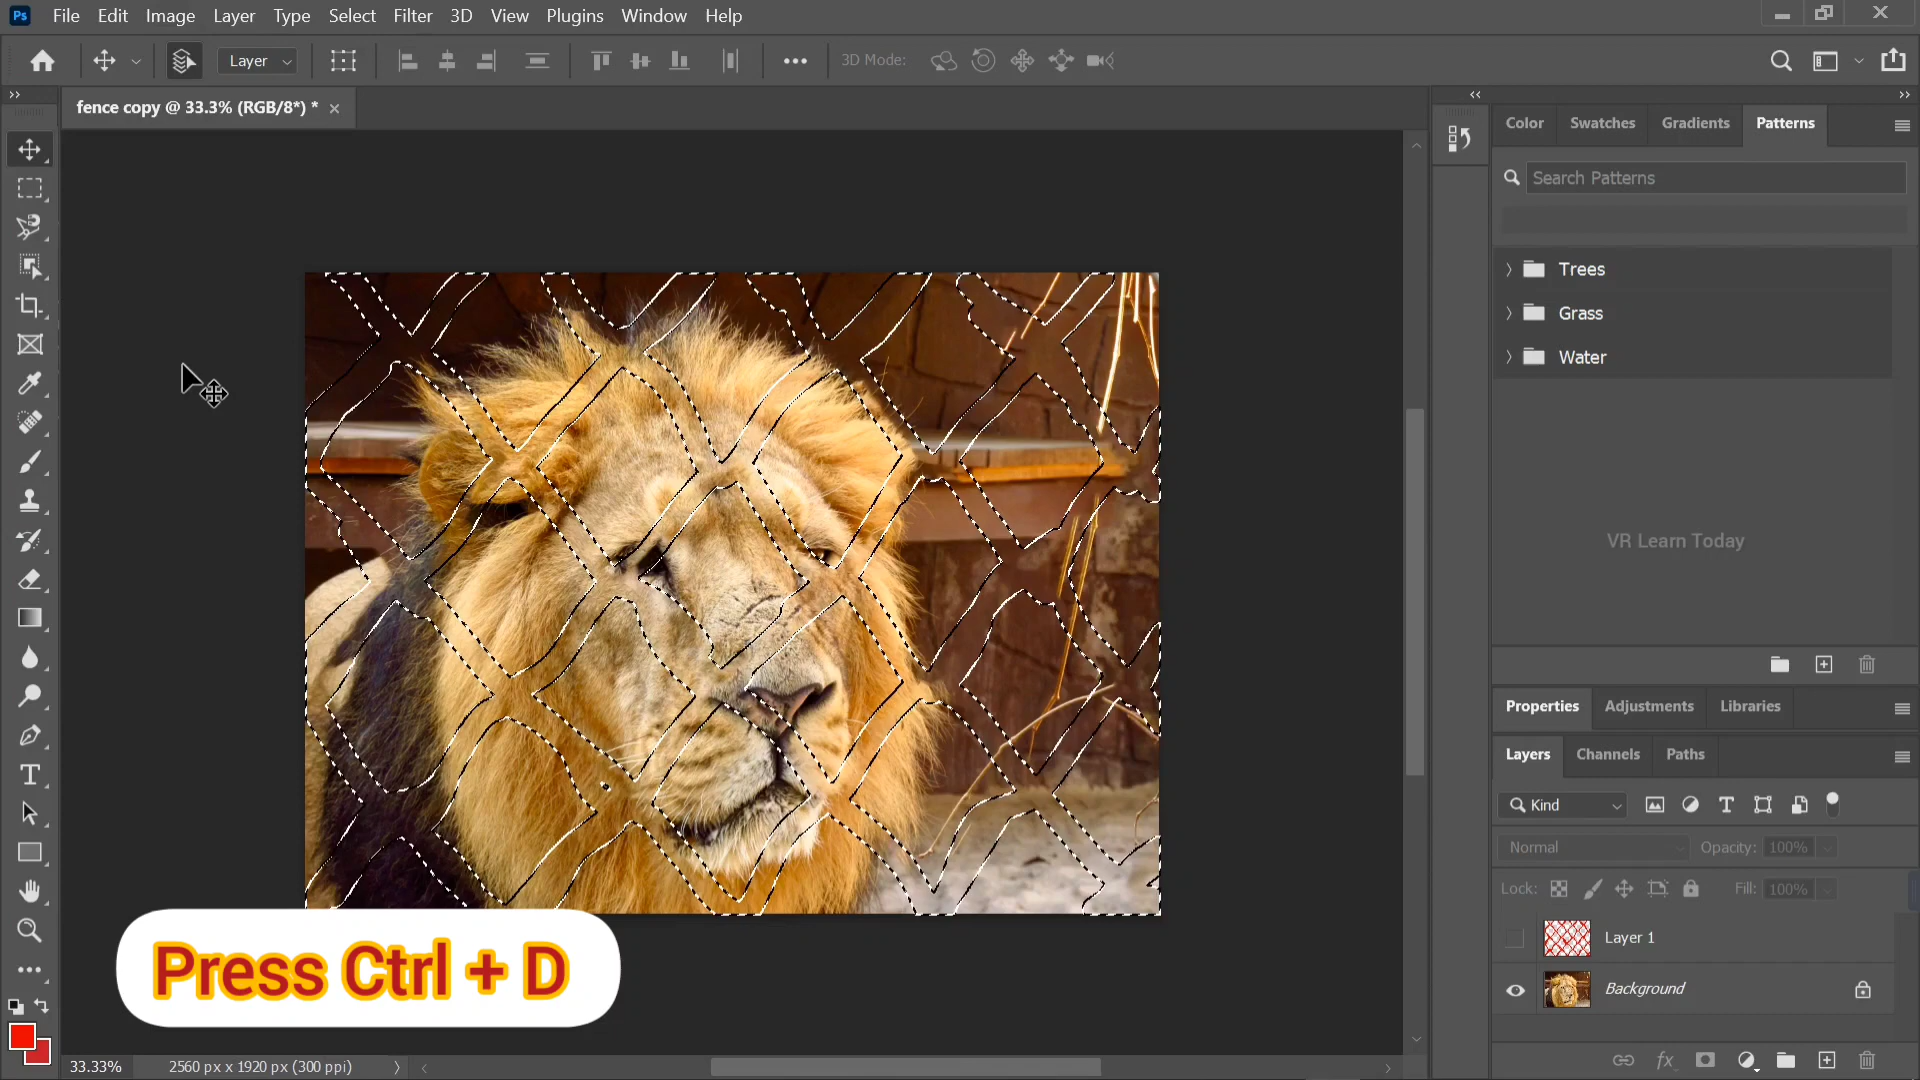 Ps File Edit Image Layer Type Select Filter 3D View Plugins Window Help
Layer 3D Mode:
fence copy @ 33.3% (RGB/8*) *
Color Swatches Gradients Patterns
Search Patterns
Trees
Grass
Water
VR Learn Today
Properties Adjustments Libraries
Layers Channels Paths
Kind
Normal Opacity: 100%
Lock: Fill: 100%
Layer 1
Background
fx
Press Ctrl + D
33.33% 2560 px x 1920 px (300 ppi)